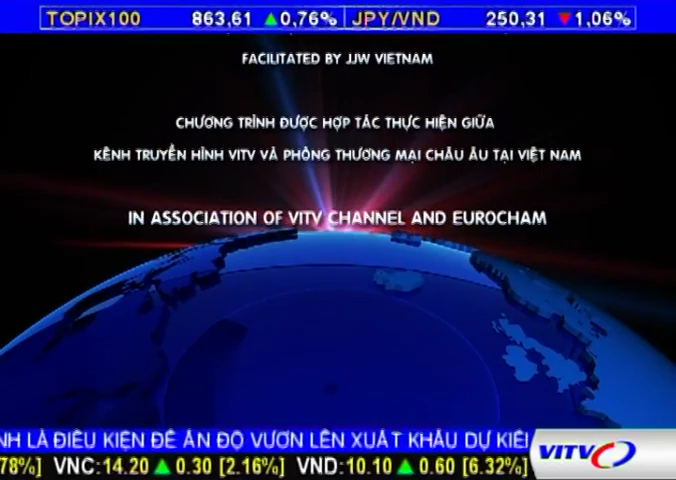 TOPIX100 863,61 ▲0,76% JPY/VND 250,31 ▼1,06%
FACILITATED BY JJW VIETNAM
CHƯƠNG TRÌNH ĐƯỢC HỢP TÁC THỰC HIỆN GIỮA
KÊNH TRUYỀN HÌNH VITV VÀ PHÒNG THƯƠNG MẠI CHÂU ÂU TẠI VIỆT NAM
IN ASSOCIATION OF VITV CHANNEL AND EUROCHAM
NH LÀ ĐIỀU KIỆN ĐỂ ẤN ĐỘ VƯƠN LÊN XUẤT KHẨU DỰ KIẾ
VITV
78%] VNC:14.20 ▲0.30 [2.16%] VND:10.10 ▲0.60 [6.32%]